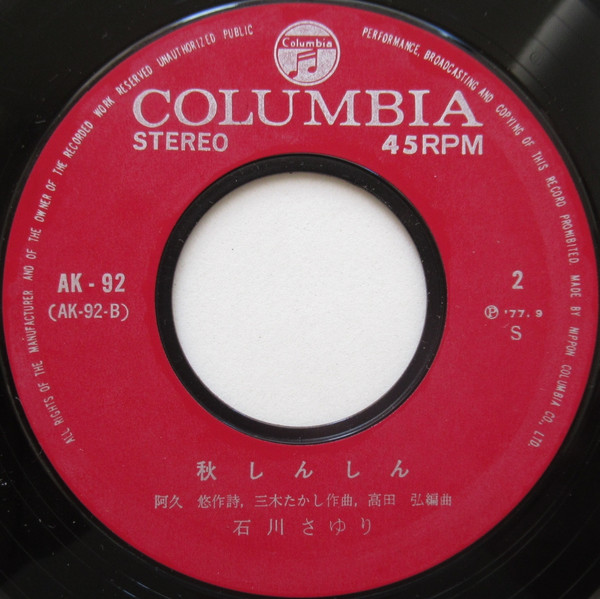 ALL RIGHTS OF THE MANUFACTURER AND OF THE OWNER OF THE RECORDED WORK RESERVED UNAUTHORIZED PUBLIC PERFORMANCE, BROADCASTING AND COPYING OF THIS RECORD PROHIBITED. MADE BY NIPPON COLUMBIA CO., LTD.
Columbia
COLUMBIA
STEREO 45RPM
AK-92 2
(AK-92-B) Ⓟ '77.9
S
秋しんしん
阿久 悠作詩, 三木たかし作曲, 高田 弘編曲
石川さゆり